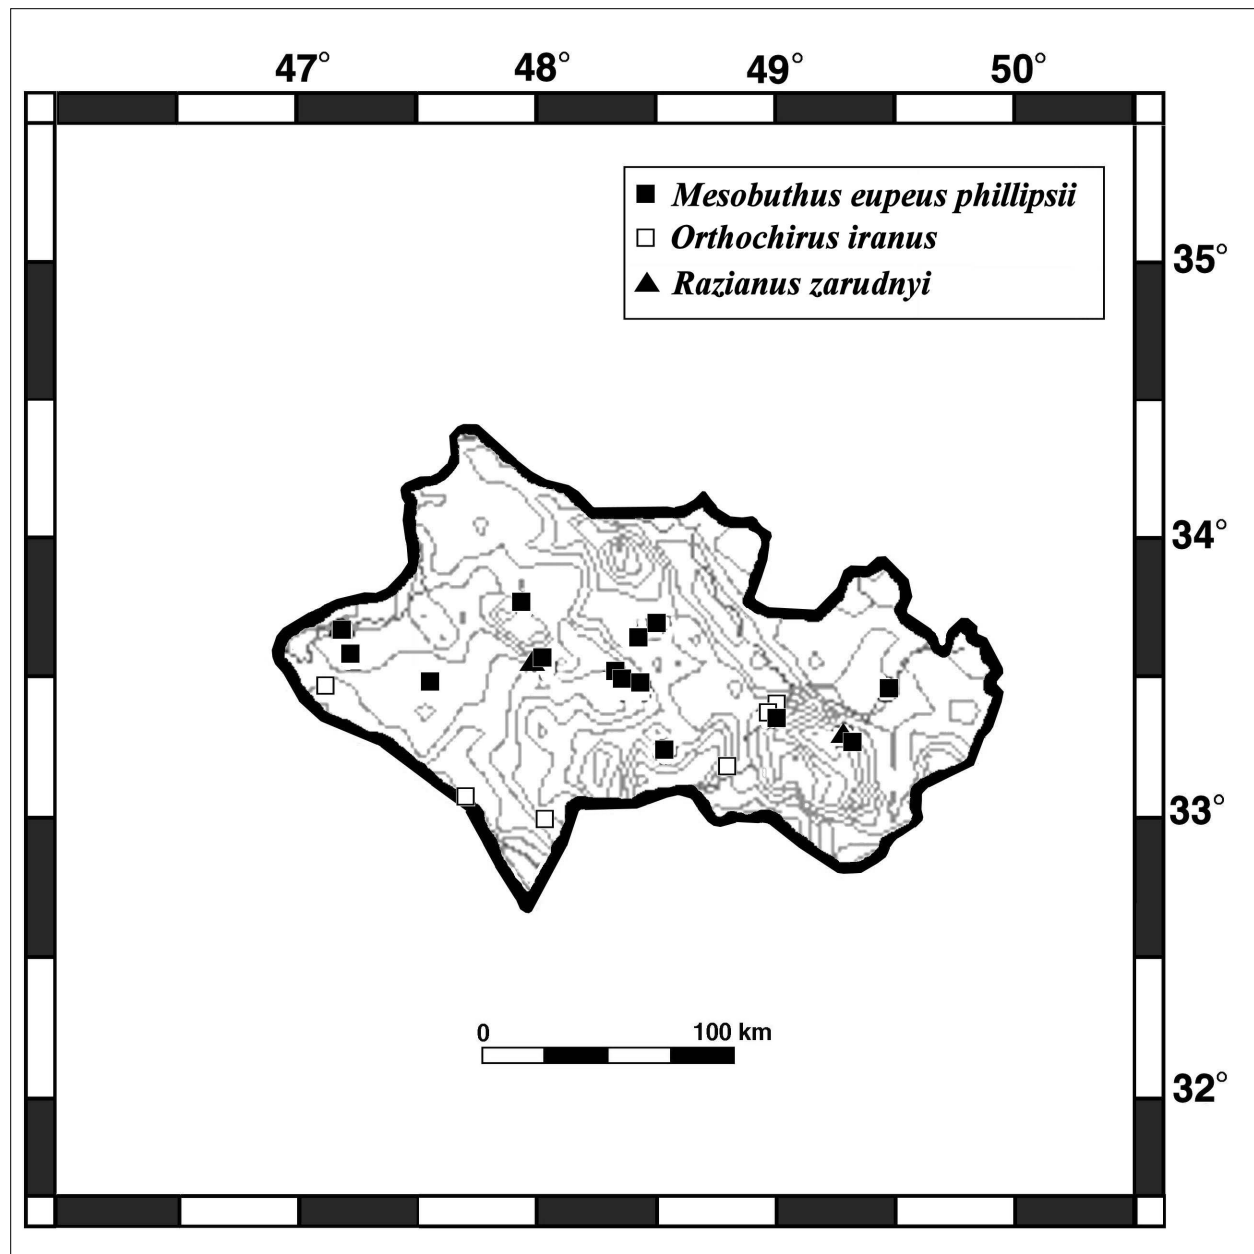 47° 48° 49° 50°
Mesobuthus eupeus phillipsii
Orthochirus iranus
Razianus zarudnyi
35°
34°
33°
32°
0 100 km